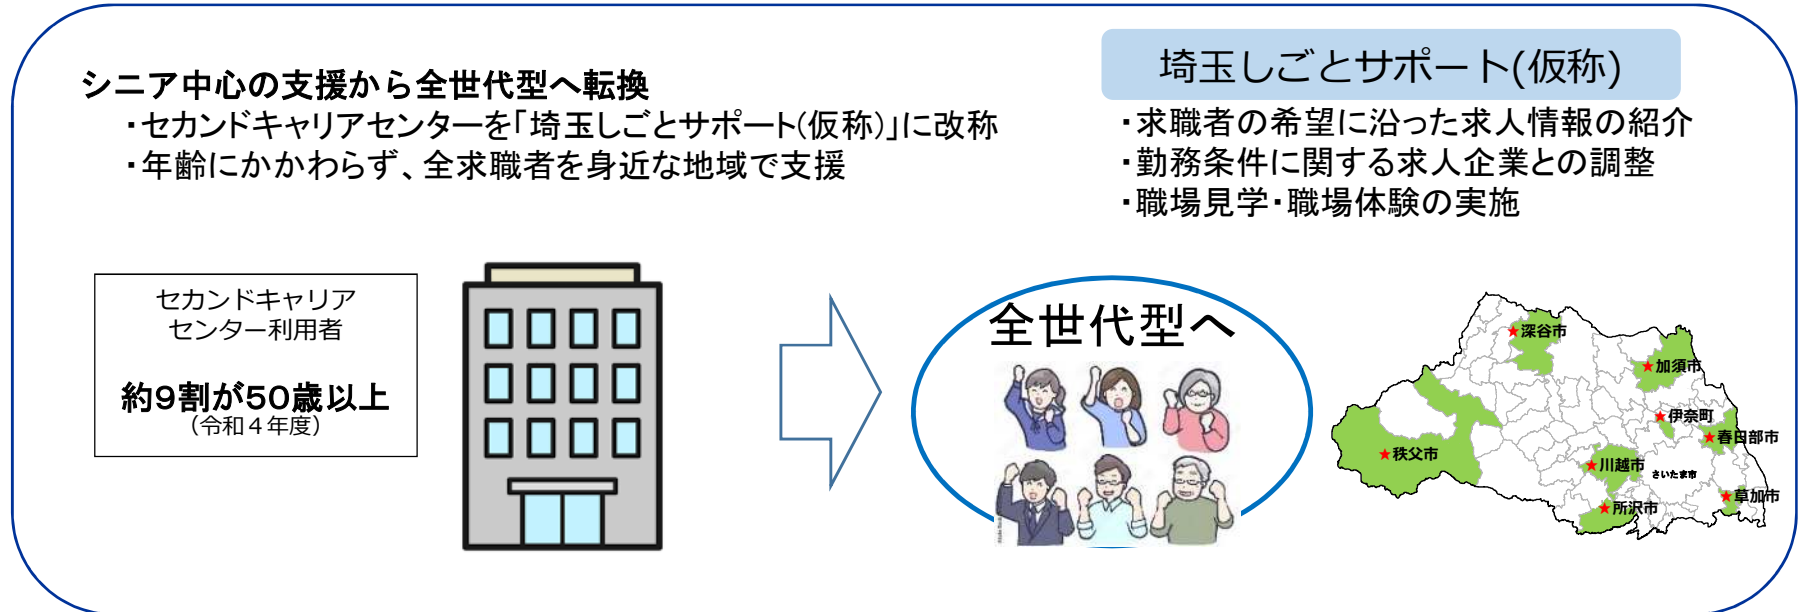 シニア中心の支援から全世代型へ転換
・セカンドキャリアセンターを｢埼玉しごとサポート(仮称)｣に改称
・年齢にかかわらず、全求職者を身近な地域で支援
埼玉しごとサポート(仮称)
・求職者の希望に沿った求人情報の紹介
・勤務条件に関する求人企業との調整
・職場見学・職場体験の実施
セカンドキャリア
センター利用者
約9割が50歳以上
(令和４年度)
全世代型へ
★深谷市
★加須市
★伊奈町
★春日部市
★秩父市
★川越市
さいたま市
★草加市
★所沢市